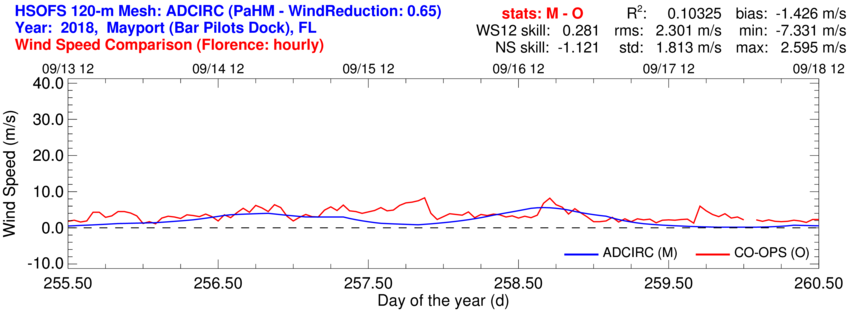 HSOFS 120-m Mesh: ADCIRC (PaHM - WindReduction: 0.65)
Year: 2018, Mayport (Bar Pilots Dock), FL
Wind Speed Comparison (Florence: hourly)
stats: M - O R²: 0.10325 bias: -1.426 m/s
WS12 skill: 0.281 rms: 2.301 m/s min: -7.331 m/s
NS skill: -1.121 std: 1.813 m/s max: 2.595 m/s
09/13 12 09/14 12 09/15 12 09/16 12 09/17 12 09/18 12
Wind Speed (m/s)
40.0
30.0
20.0
10.0
0.0
-10.0
ADCIRC (M) CO-OPS (O)
255.50 256.50 257.50 258.50 259.50 260.50
Day of the year (d)